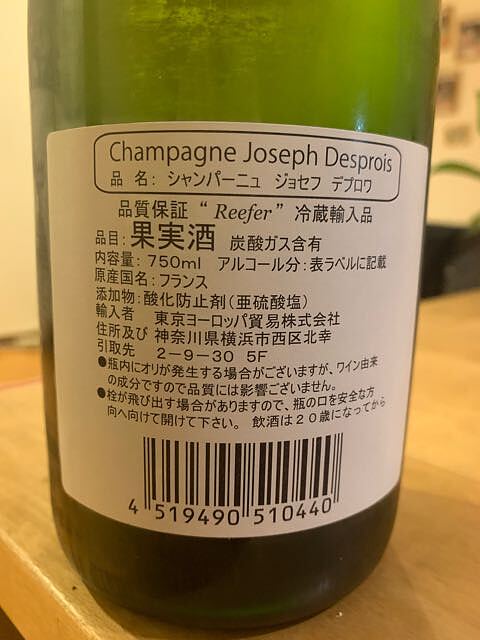 Champagne Joseph Desprois
品 名: シャンパーニュ ジョセフ デプロワ
品質保証 “ Reefer ” 冷蔵輸入品
品目: 果実酒 炭酸ガス含有
内容量: 750ml アルコール分: 表ラベルに記載
原産国名: フランス
添加物: 酸化防止剤(亜硫酸塩)
輸入者 東京ヨーロッパ貿易株式会社
住所及び 神奈川県横浜市西区北幸
引取先 2-9-30 5F
●瓶内にオリが発生する場合がございますが、ワイン由来
の成分ですので品質には影響ございません。
●栓が飛び出す場合がありますので、瓶の口を安全な方
向へ向けて開けて下さい。 飲酒は20歳になってから
4 519490 510440